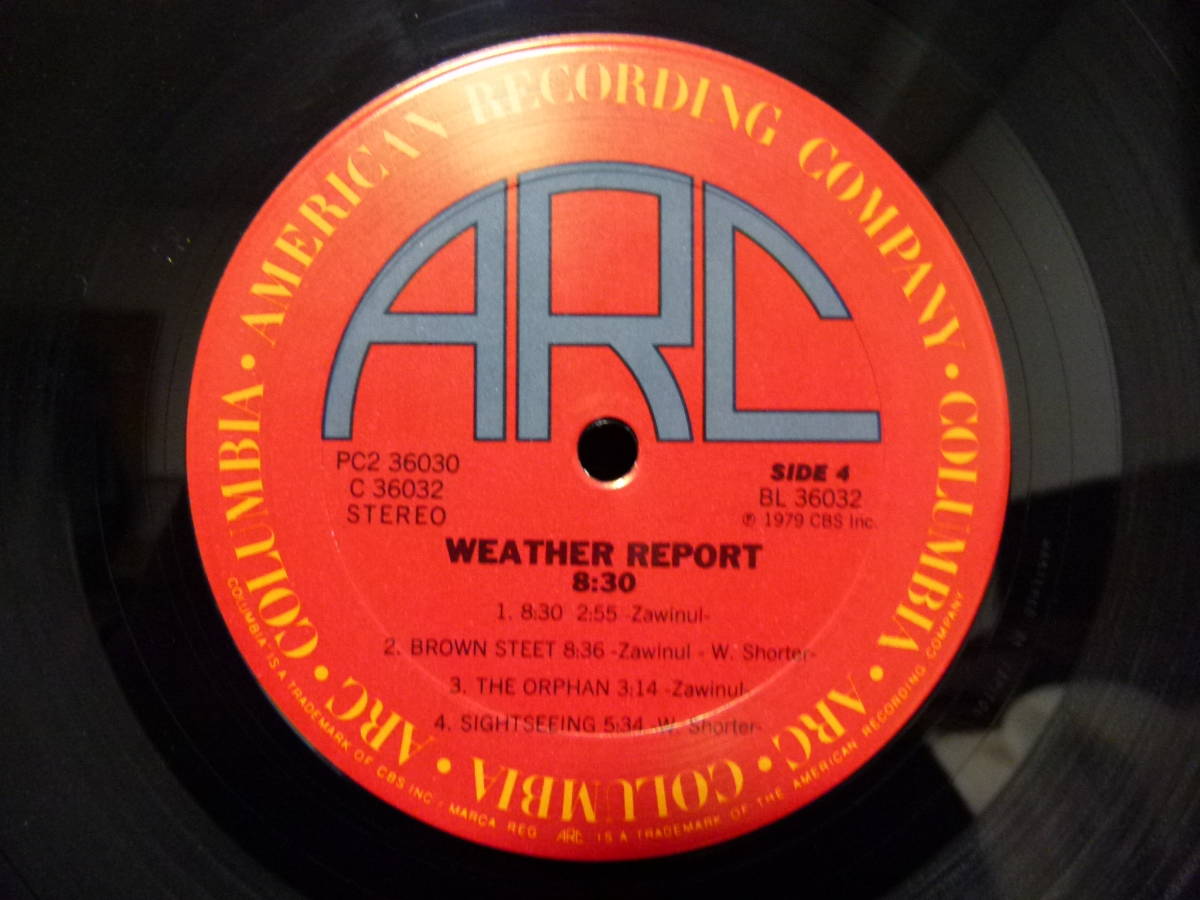 COLUMBIA • AMERICAN RECORDING COMPANY • COLUMBIA • ARC • COLUMBIA • ARC •
ARC
PC2 36030
C 36032
STEREO
SIDE 4
BL 36032
℗ 1979 CBS Inc.
WEATHER REPORT
8:30
1. 8:30 2:55 -Zawinul-
2. BROWN STEET 8:36 -Zawinul - W. Shorter-
3. THE ORPHAN 3:14 -Zawinul-
4. SIGHTSEEING 5:34 -W. Shorter-
COLUMBIA" IS A TRADEMARK OF CBS INC. MARCA REG. ARC IS A TRADEMARK OF THE AMERICAN RECORDING COMPANY